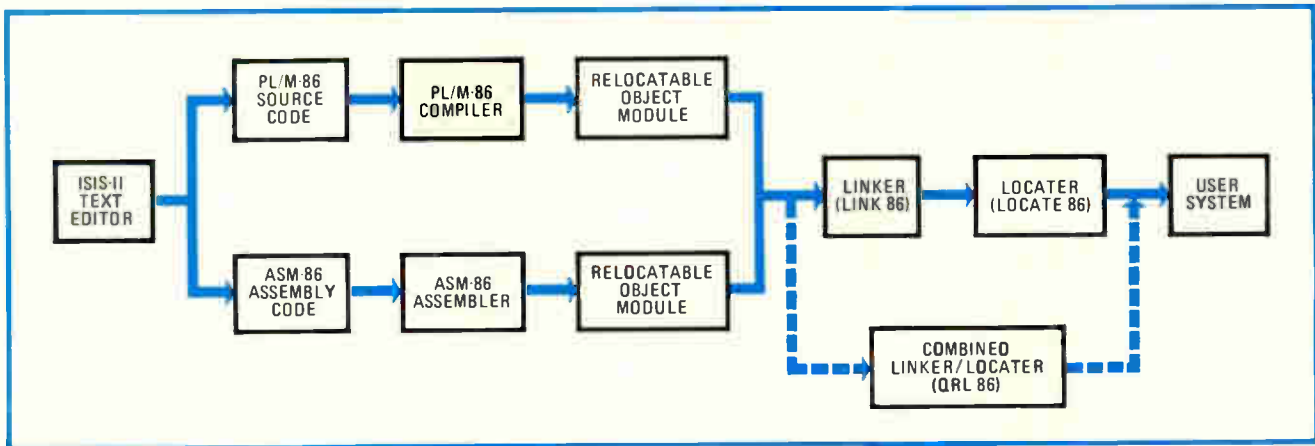 ISIS-II
TEXT
EDITOR
PL/M-86
SOURCE
CODE
PL/M-86
COMPILER
RELOCATABLE
OBJECT
MODULE
ASM-86
ASSEMBLY
CODE
ASM-86
ASSEMBLER
RELOCATABLE
OBJECT
MODULE
LINKER
(LINK 86)
LOCATER
(LOCATE 86)
USER
SYSTEM
COMBINED
LINKER/LOCATER
(QRL 86)